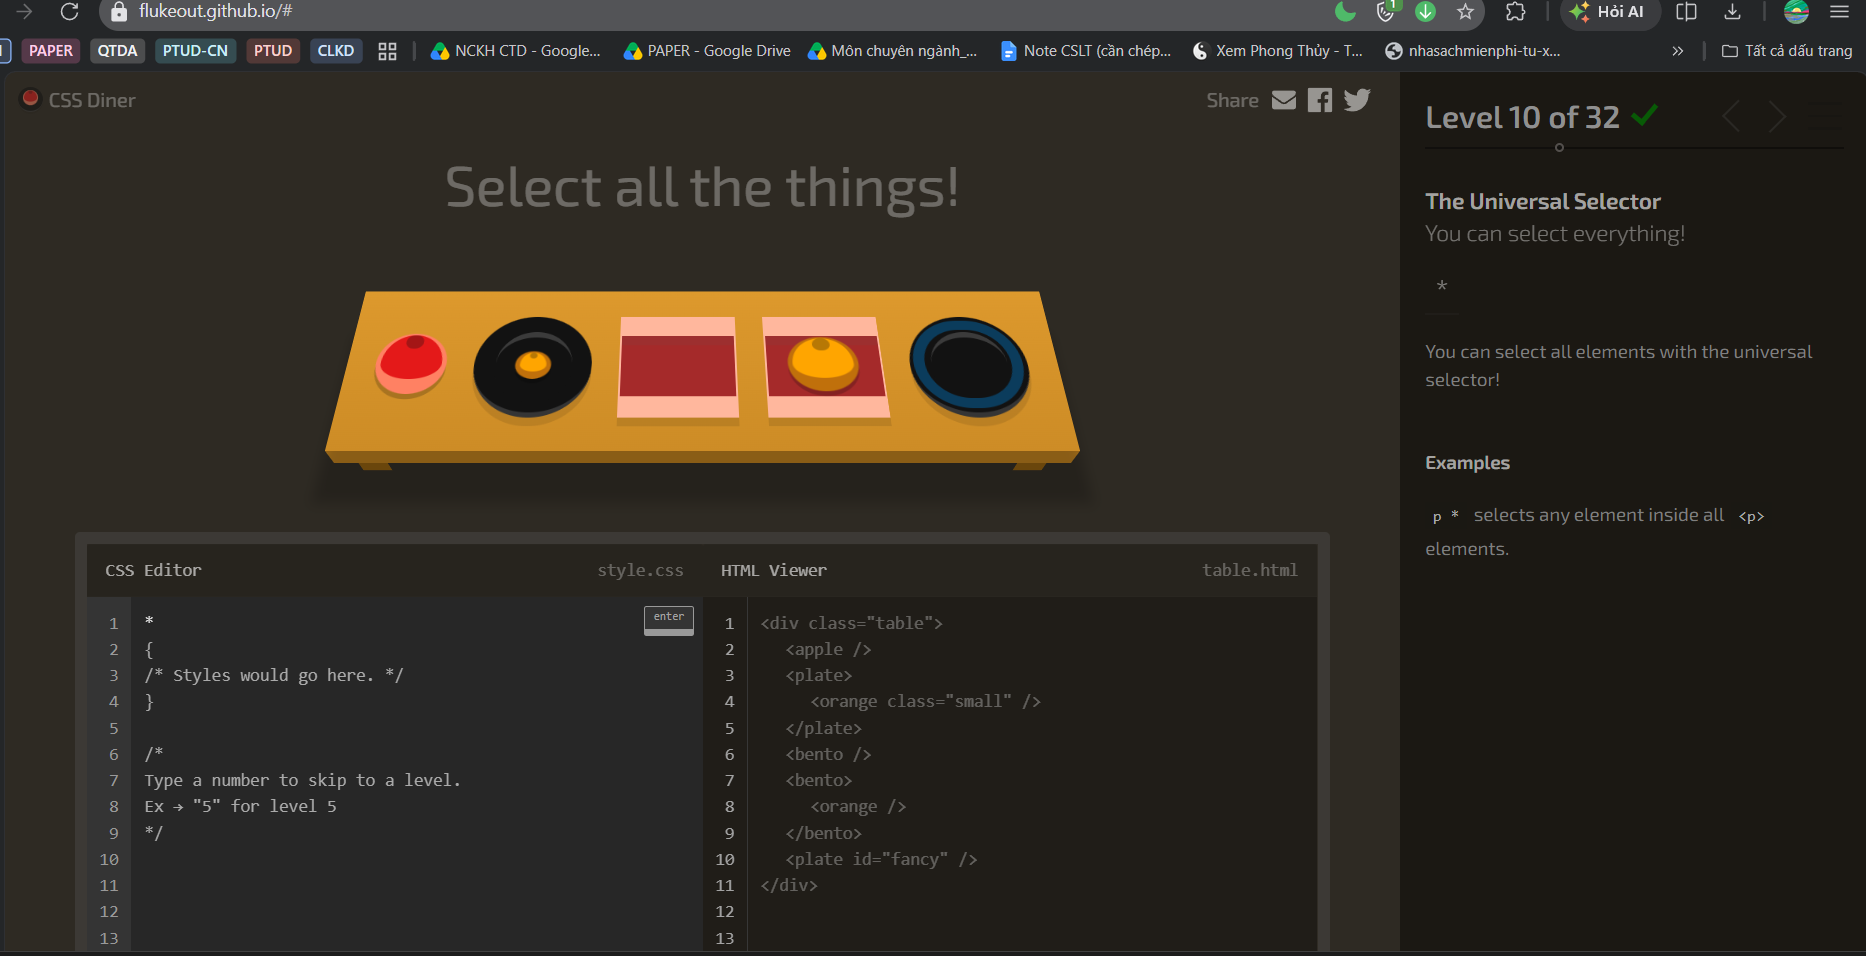 flukeout.github.io/#
1
Hỏi AI
PAPER QTDA PTUD-CN PTUD CLKD NCKH CTD - Google... PAPER - Google Drive Môn chuyên ngành_... Note CSLT (cần chép... Xem Phong Thủy - T... nhasachmienphi-tu-x... » Tất cả dấu trang
CSS Diner
Share
Select all the things!
Level 10 of 32
The Universal Selector
You can select everything!
*
You can select all elements with the universal
selector!
Examples
p * selects any element inside all <p>
elements.
CSS Editor style.css
enter
1 *
2 {
3 /* Styles would go here. */
4 }
5
6 /*
7 Type a number to skip to a level.
8 Ex → "5" for level 5
9 */
10
11
12
13
HTML Viewer table.html
1 <div class="table">
2 <apple />
3 <plate>
4 <orange class="small" />
5 </plate>
6 <bento />
7 <bento>
8 <orange />
9 </bento>
10 <plate id="fancy" />
11 </div>
12
13